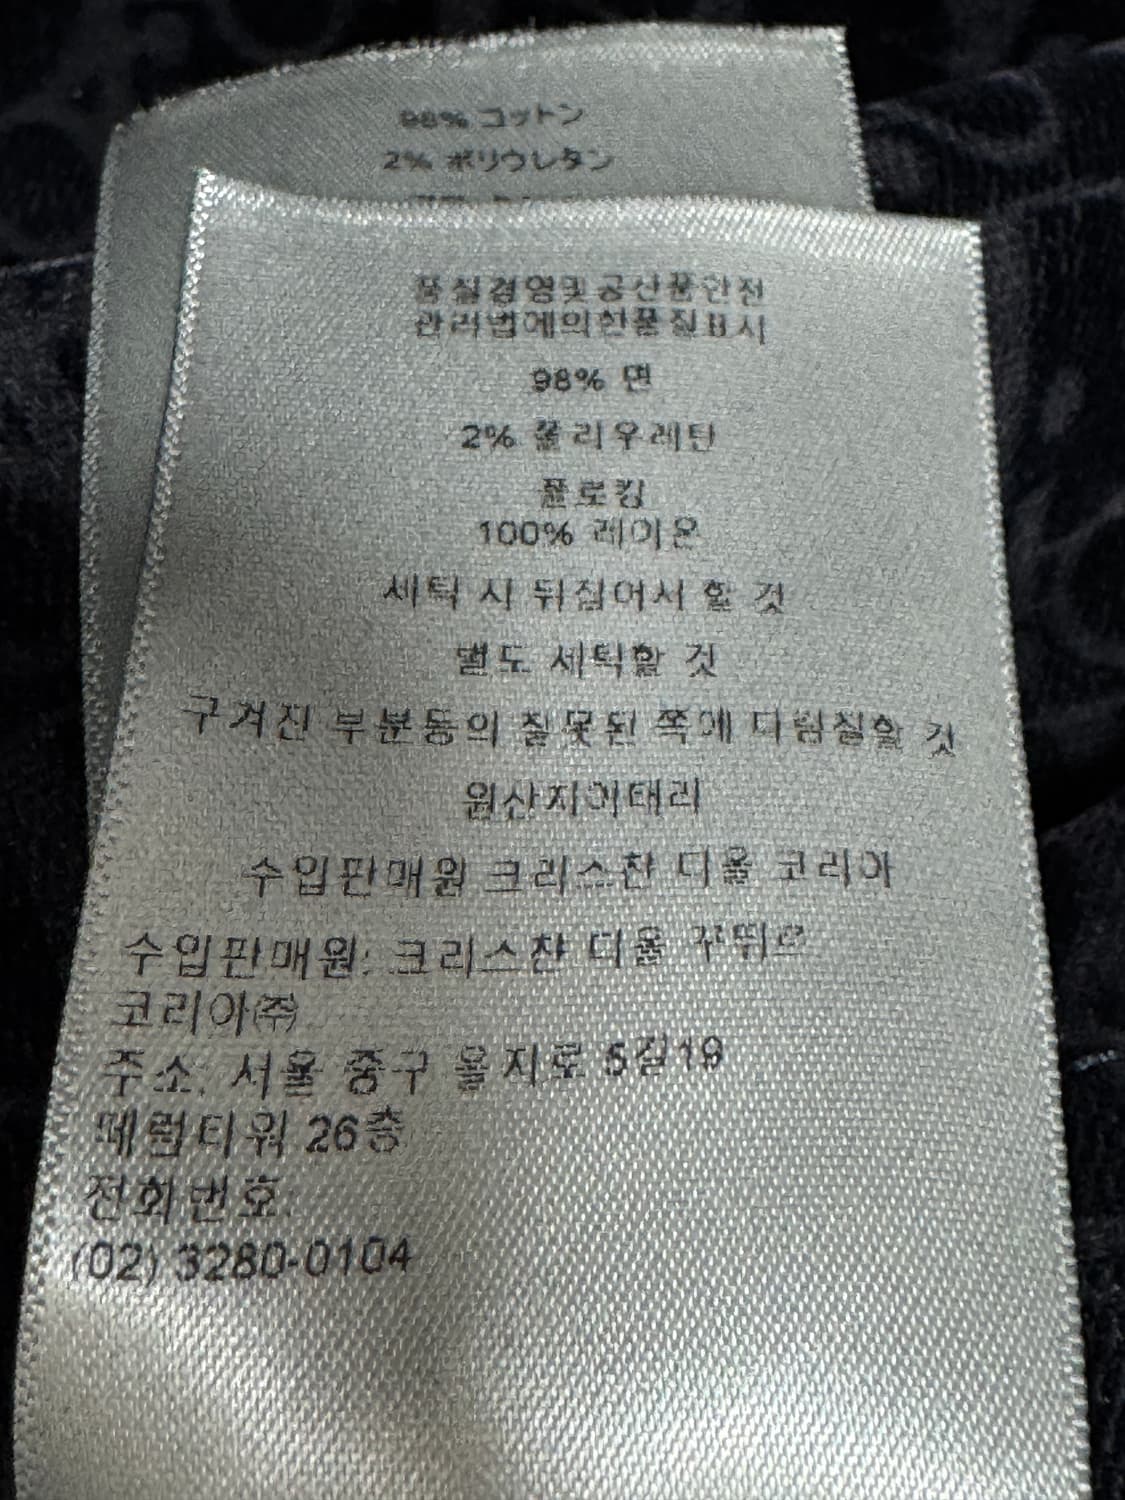 98% コットン
2% ポリウレタン
품질경영및공산품안전
관리법에의한품질표시
98% 면
2% 폴리우레탄
플로킹
100% 레이온
세탁 시 뒤집어서 할 것
별도 세탁할 것
구겨진 부분등의 잘못된 쪽에 다림질할 것
원산지이태리
수입판매원 크리스찬 디올 코리아
수입판매원: 크리스찬 디올 꾸뛰르
코리아㈜
주소: 서울 중구 을지로 5길19
페럼타워 26층
전화번호:
(02) 3280-0104